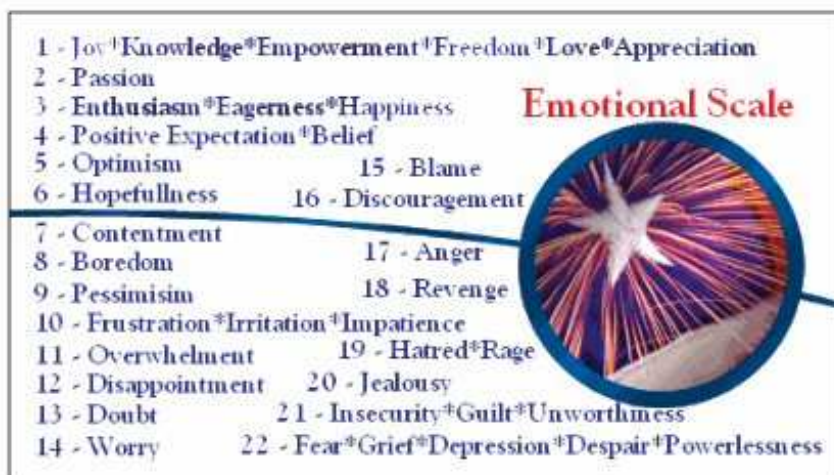 1 - Joy*Knowledge*Empowerment*Freedom*Love*Appreciation
2 - Passion
3 - Enthusiasm*Eagerness*Happiness
Emotional Scale
4 - Positive Expectation*Belief
5 - Optimism
15 - Blame
6 - Hopefullness
16 - Discouragement
7 - Contentment
17 - Anger
8 - Boredom
9 - Pessimisim
18 - Revenge
10 - Frustration*Irritation*Impatience
11 - Overwhelment
19 - Hatred*Rage
12 - Disappointment
20 - Jealousy
13 - Doubt
21 - Insecurity*Guilt*Unworthiness
14 - Worry
22 - Fear*Grief*Depression*Despair*Powerlessness